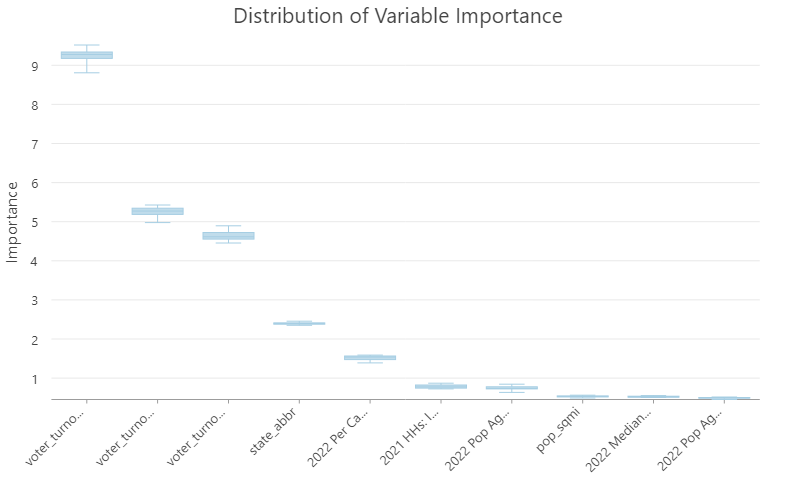 Distribution of Variable Importance
Importance
9
8
7
6
5
4
3
2
1
voter_turno...
voter_turno...
voter_turno...
state_abbr
2022 Per Ca...
2021 HHs: I...
2022 Pop Ag...
pop_sqmi
2022 Median...
2022 Pop Ag...